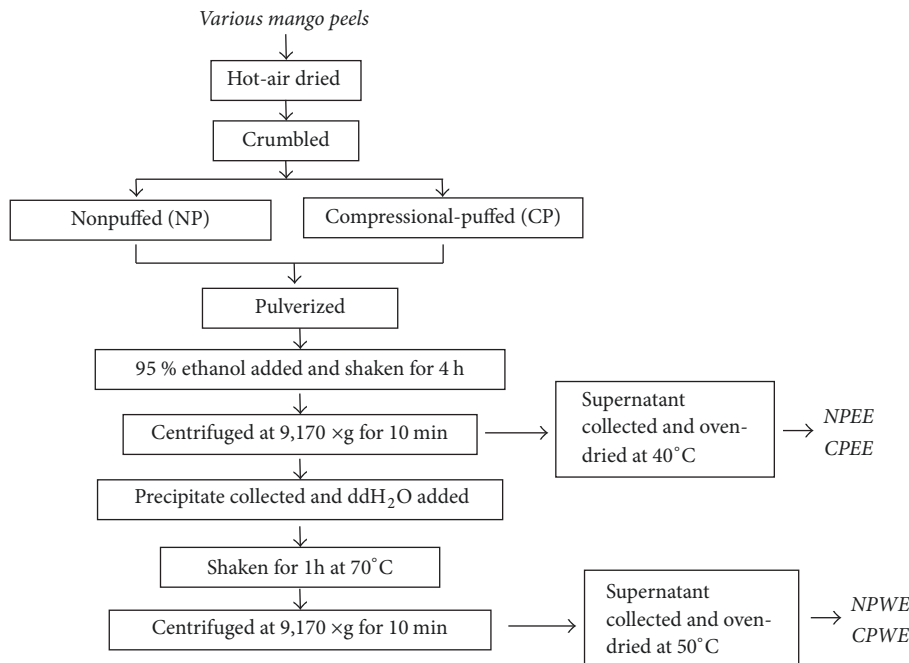 Various mango peels
Hot-air dried
Crumbled
Nonpuffed (NP)
Compressional-puffed (CP)
Pulverized
95 % ethanol added and shaken for 4 h
Centrifuged at 9,170 ×g for 10 min
Supernatant
collected and oven-
dried at 40°C
NPEE
CPEE
Precipitate collected and ddH₂O added
Shaken for 1h at 70°C
Centrifuged at 9,170 ×g for 10 min
Supernatant
collected and oven-
dried at 50°C
NPWE
CPWE